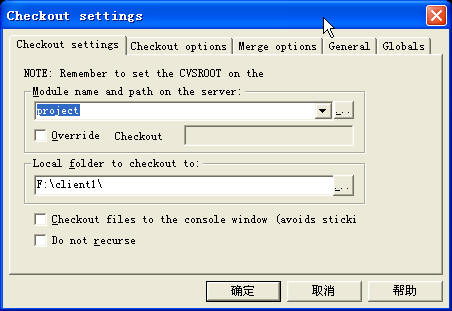 Checkout settings
Checkout settings Checkout options Merge options General Globals
NOTE: Remember to set the CVSROOT on the
Module name and path on the server:
project
...
Override Checkout
Local folder to checkout to:
F:\client1\
...
Checkout files to the console window (avoids sticki
Do not recurse
确定 取消 帮助